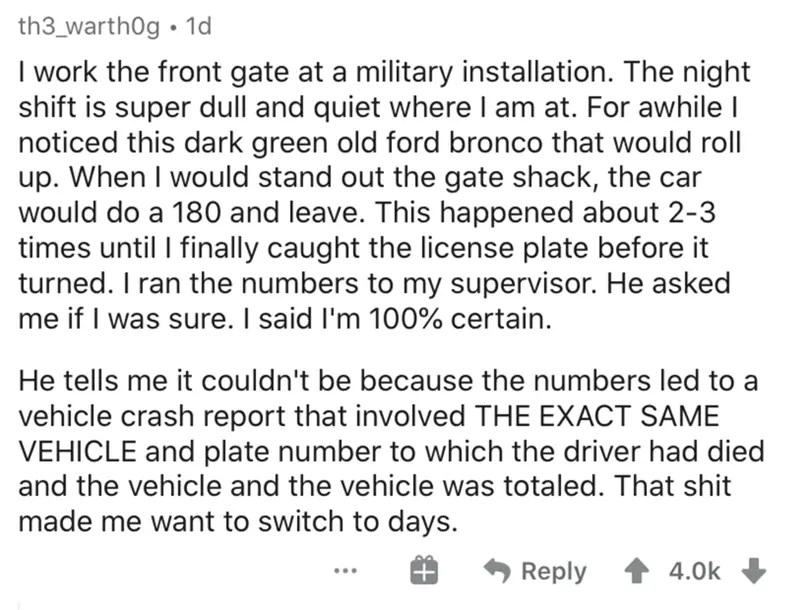 th3_warth0g • 1d
I work the front gate at a military installation. The night
shift is super dull and quiet where I am at. For awhile I
noticed this dark green old ford bronco that would roll
up. When I would stand out the gate shack, the car
would do a 180 and leave. This happened about 2-3
times until I finally caught the license plate before it
turned. I ran the numbers to my supervisor. He asked
me if I was sure. I said I'm 100% certain.
He tells me it couldn't be because the numbers led to a
vehicle crash report that involved THE EXACT SAME
VEHICLE and plate number to which the driver had died
and the vehicle and the vehicle was totaled. That shit
made me want to switch to days.
... Reply 4.0k